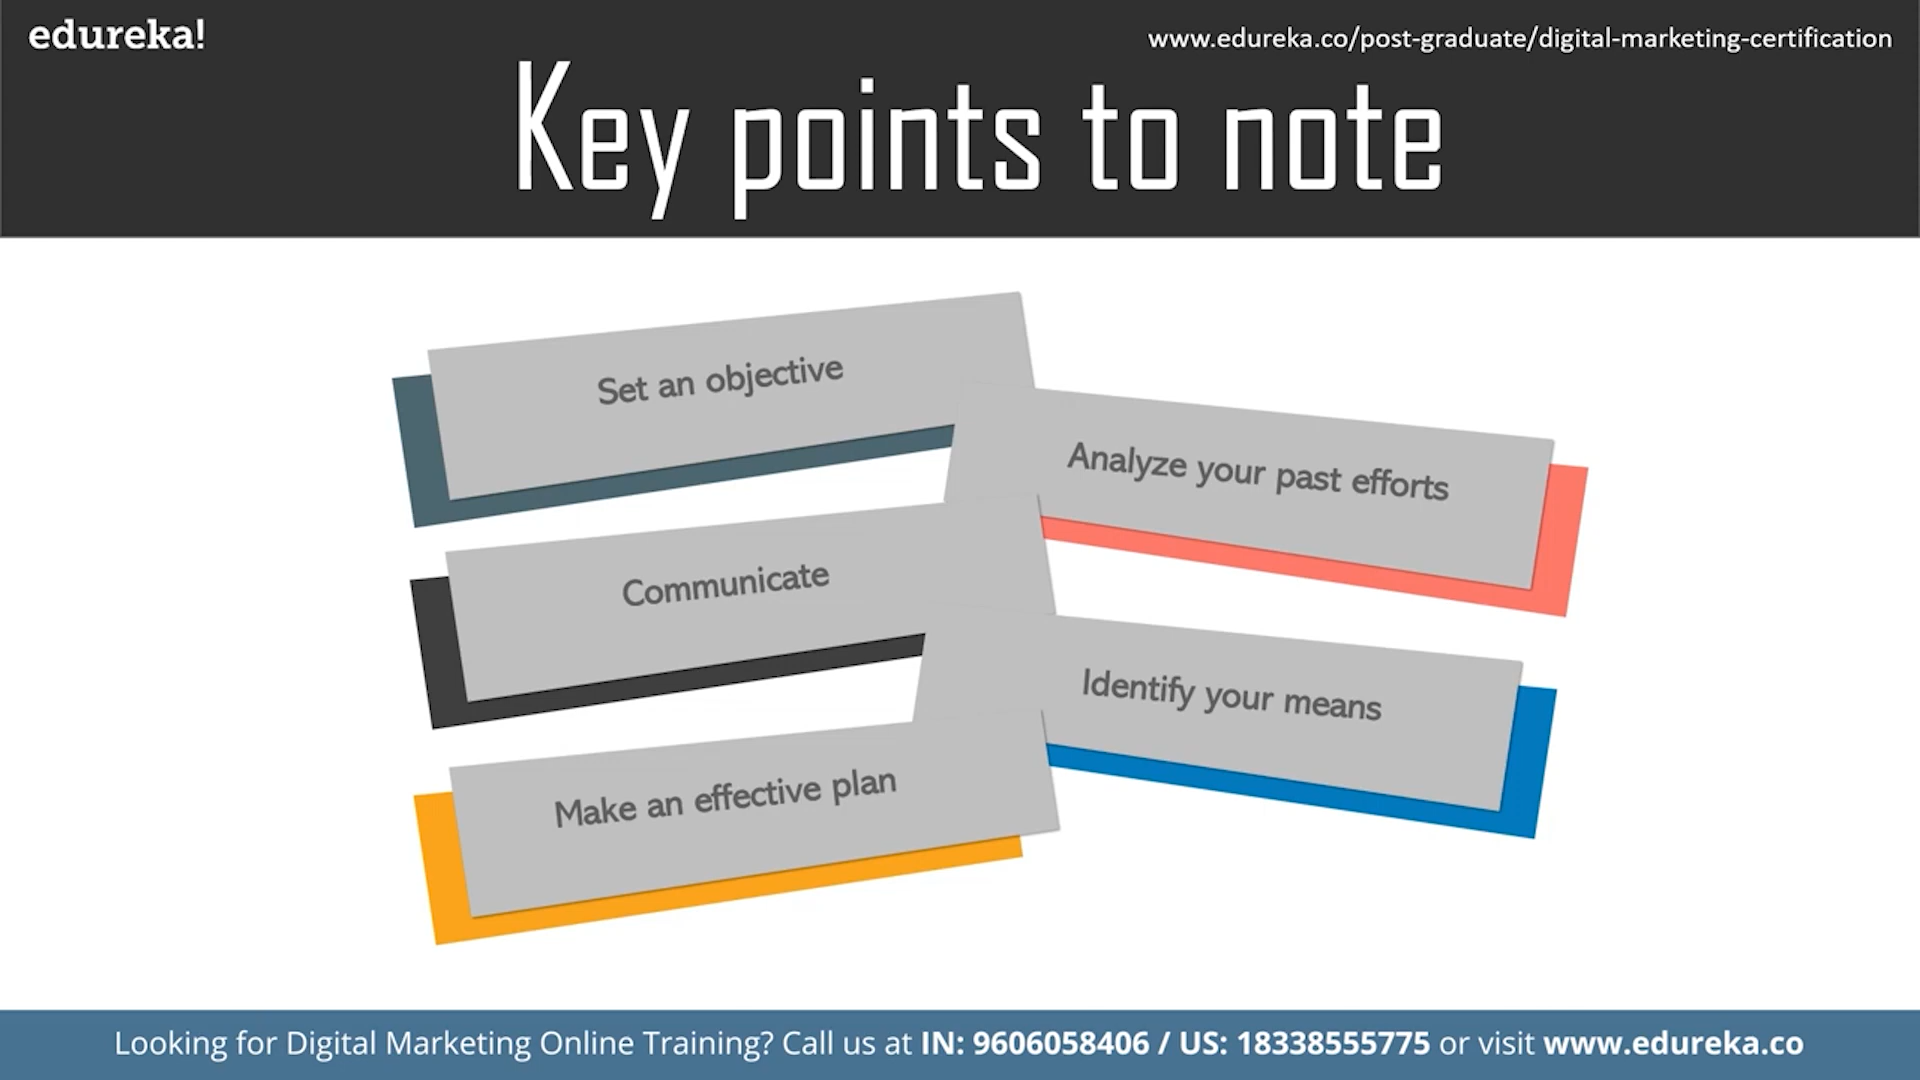 edureka!
www.edureka.co/post-graduate/digital-marketing-certification
Key points to note
Set an objective
Analyze your past efforts
Communicate
Identify your means
Make an effective plan
Looking for Digital Marketing Online Training? Call us at IN: 9606058406 / US: 18338555775 or visit www.edureka.co